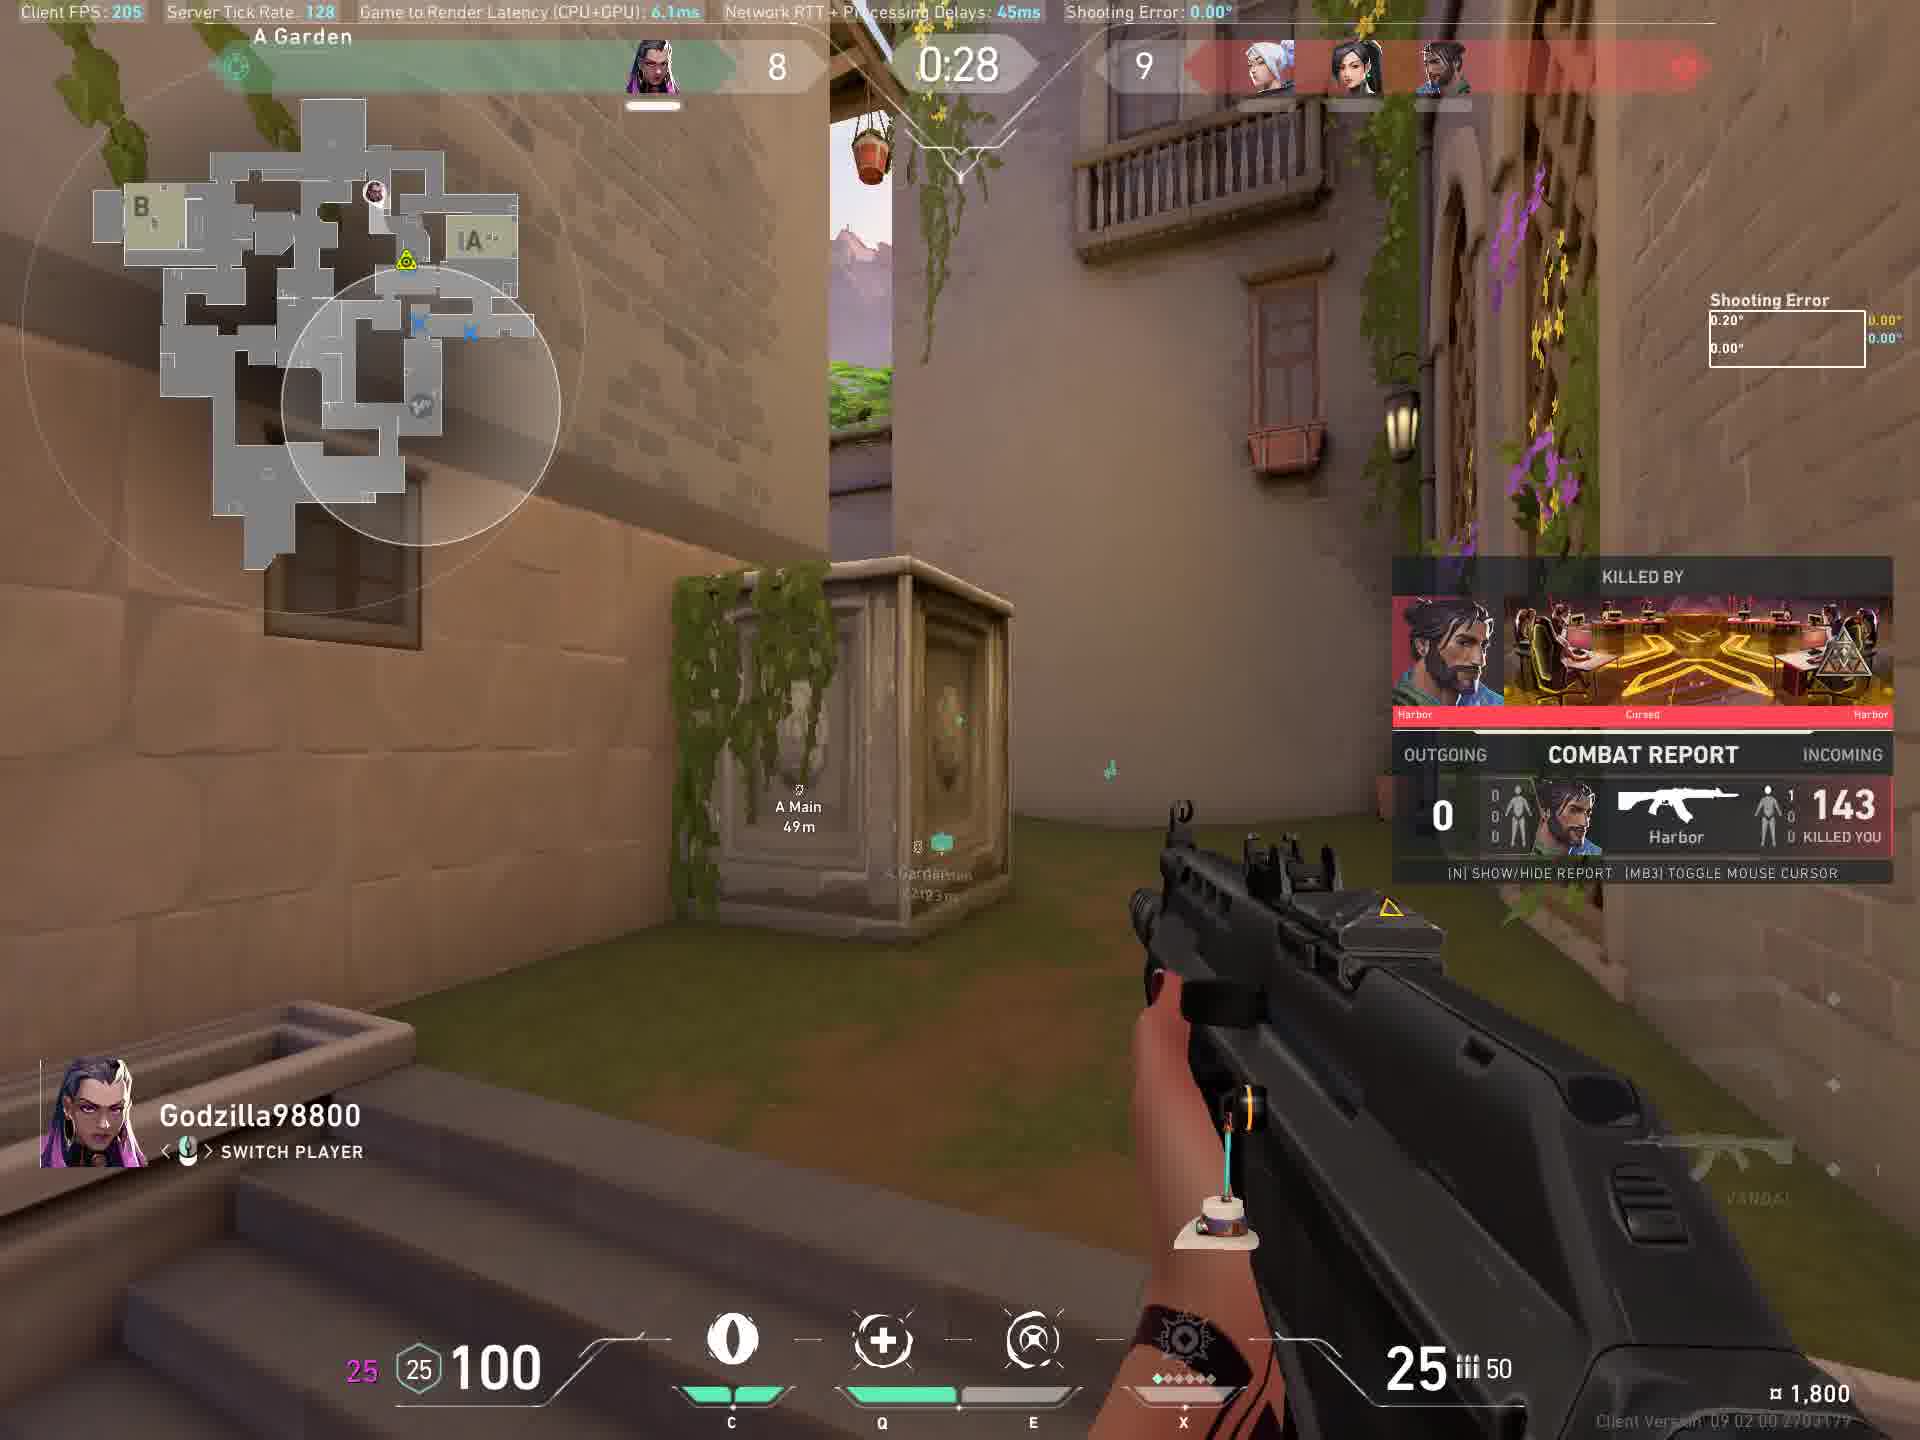 Client FPS: 205 Server Tick Rate: 128 Game to Render Latency (CPU+GPU): 6.1ms Network RTT + Processing Delays: 45ms Shooting Error: 0.00°
A Garden
8 0:28 9
B
A
Shooting Error
0.20° 0.00°
0.00° 0.00°
KILLED BY
Harbor Cursed Harbor
OUTGOING COMBAT REPORT INCOMING
0 0 0 0 Harbor 1 0 0 143 KILLED YOU
[N] SHOW/HIDE REPORT [MB3] TOGGLE MOUSE CURSOR
A Main
49m
Godzilla98800
< > SWITCH PLAYER
VANDAL
1
25 25 100
25 50
¤ 1,800
C Q E X